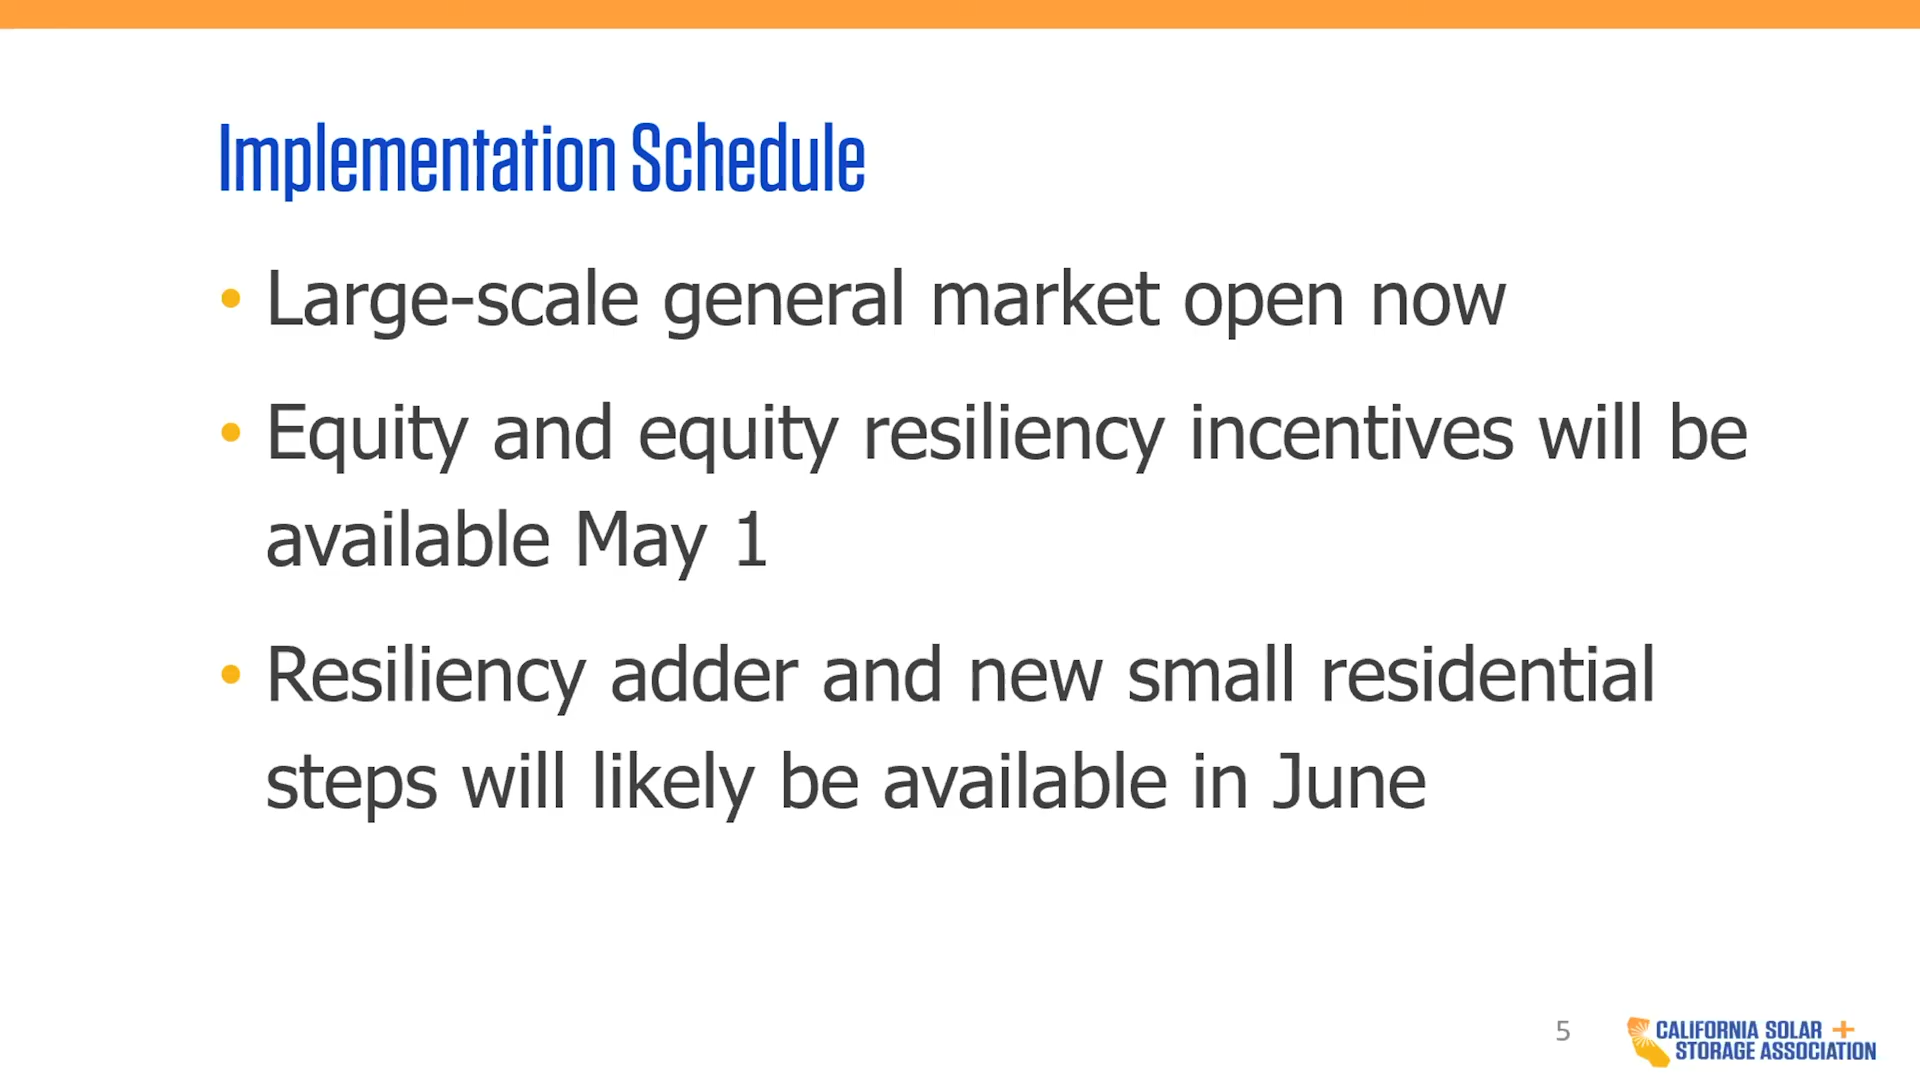 Implementation Schedule
• Large-scale general market open now
• Equity and equity resiliency incentives will be
available May 1
• Resiliency adder and new small residential
steps will likely be available in June
5
CALIFORNIA SOLAR +
STORAGE ASSOCIATION